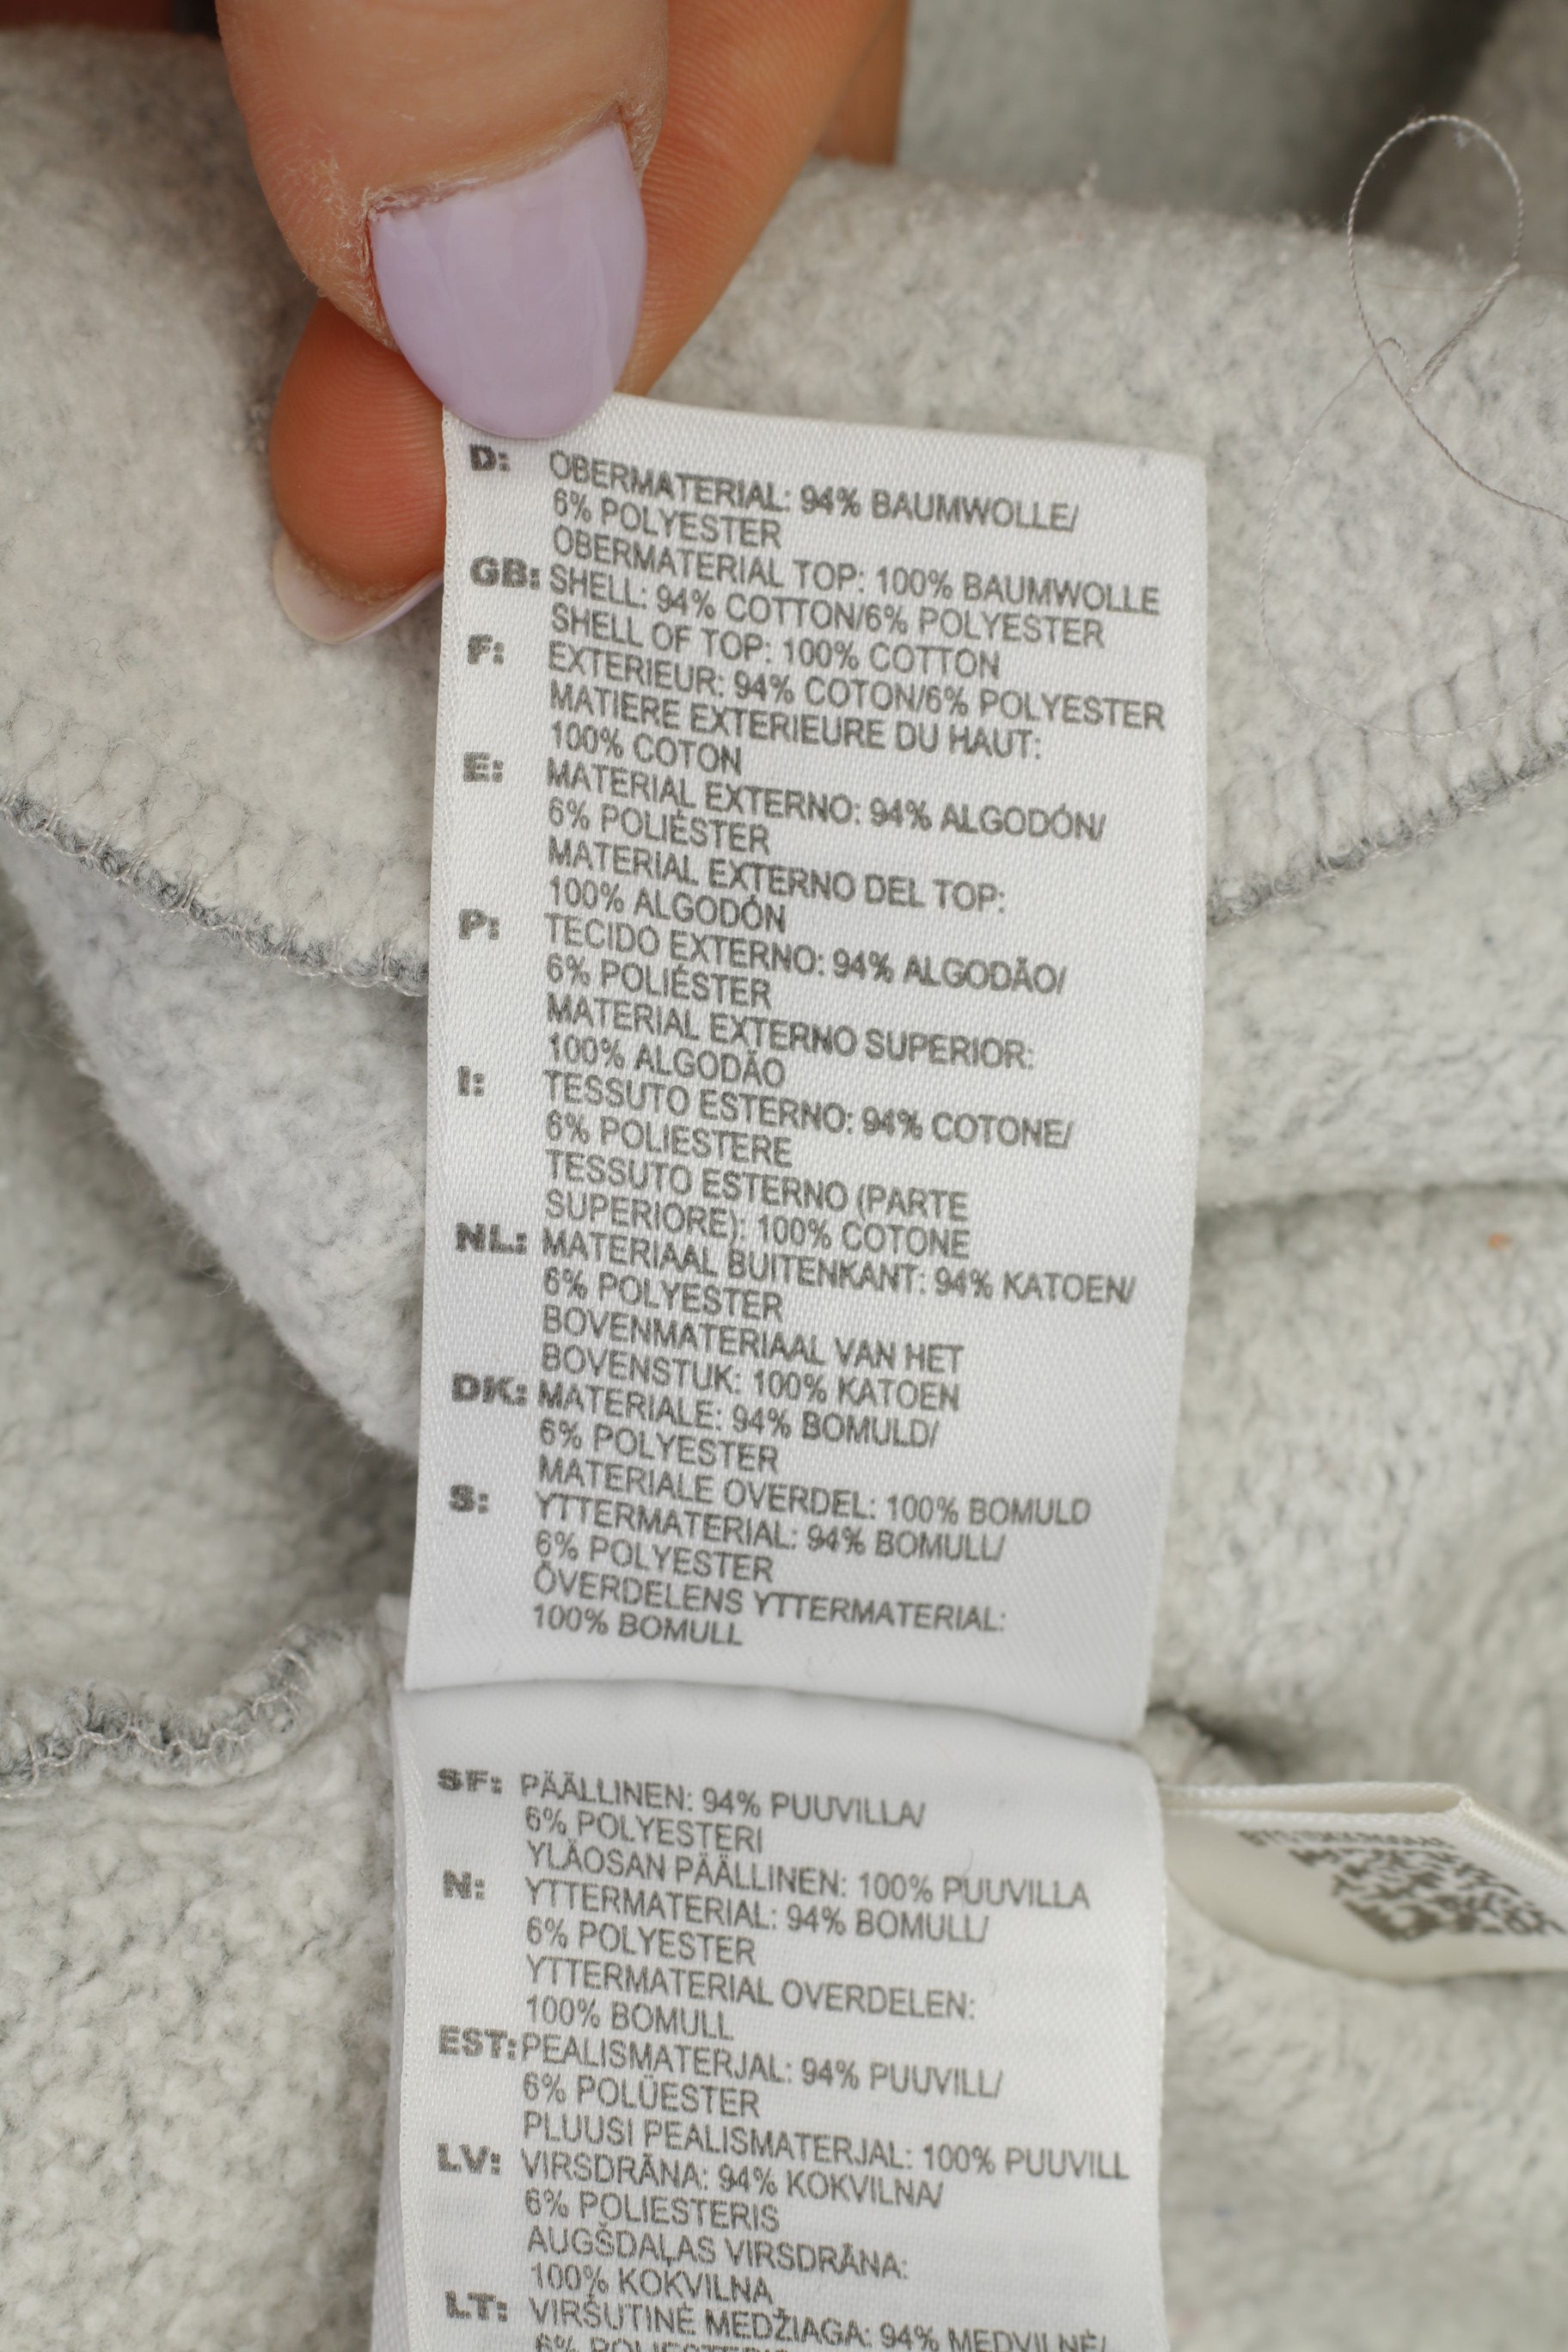 D: OBERMATERIAL: 94% BAUMWOLLE/
6% POLYESTER
OBERMATERIAL TOP: 100% BAUMWOLLE
GB: SHELL: 94% COTTON/6% POLYESTER
SHELL OF TOP: 100% COTTON
F: EXTERIEUR: 94% COTON/6% POLYESTER
MATIERE EXTERIEURE DU HAUT:
100% COTON
E: MATERIAL EXTERNO: 94% ALGODÓN/
6% POLIÉSTER
MATERIAL EXTERNO DEL TOP:
100% ALGODÓN
P: TECIDO EXTERNO: 94% ALGODÃO/
6% POLIÉSTER
MATERIAL EXTERNO SUPERIOR:
100% ALGODÃO
I: TESSUTO ESTERNO: 94% COTONE/
6% POLIESTERE
TESSUTO ESTERNO (PARTE
SUPERIORE): 100% COTONE
NL: MATERIAAL BUITENKANT: 94% KATOEN/
6% POLYESTER
BOVENMATERIAAL VAN HET
BOVENSTUK: 100% KATOEN
DK: MATERIALE: 94% BOMULD/
6% POLYESTER
MATERIALE OVERDEL: 100% BOMULD
S: YTTERMATERIAL: 94% BOMULL/
6% POLYESTER
ÖVERDELENS YTTERMATERIAL:
100% BOMULL
SF: PÄÄLLINEN: 94% PUUVILLA/
6% POLYESTERI
YLÄOSAN PÄÄLLINEN: 100% PUUVILLA
N: YTTERMATERIAL: 94% BOMULL/
6% POLYESTER
YTTERMATERIAL OVERDELEN:
100% BOMULL
EST: PEALISMATERJAL: 94% PUUVILL/
6% POLÜESTER
PLUUSI PEALISMATERJAL: 100% PUUVILL
LV: VIRSDRĀNA: 94% KOKVILNA/
6% POLIESTERIS
AUGŠDAĻAS VIRSDRĀNA:
100% KOKVILNA
LT: VIRŠUTINĖ MEDŽIAGA: 94% MEDVILNĖ/
6%